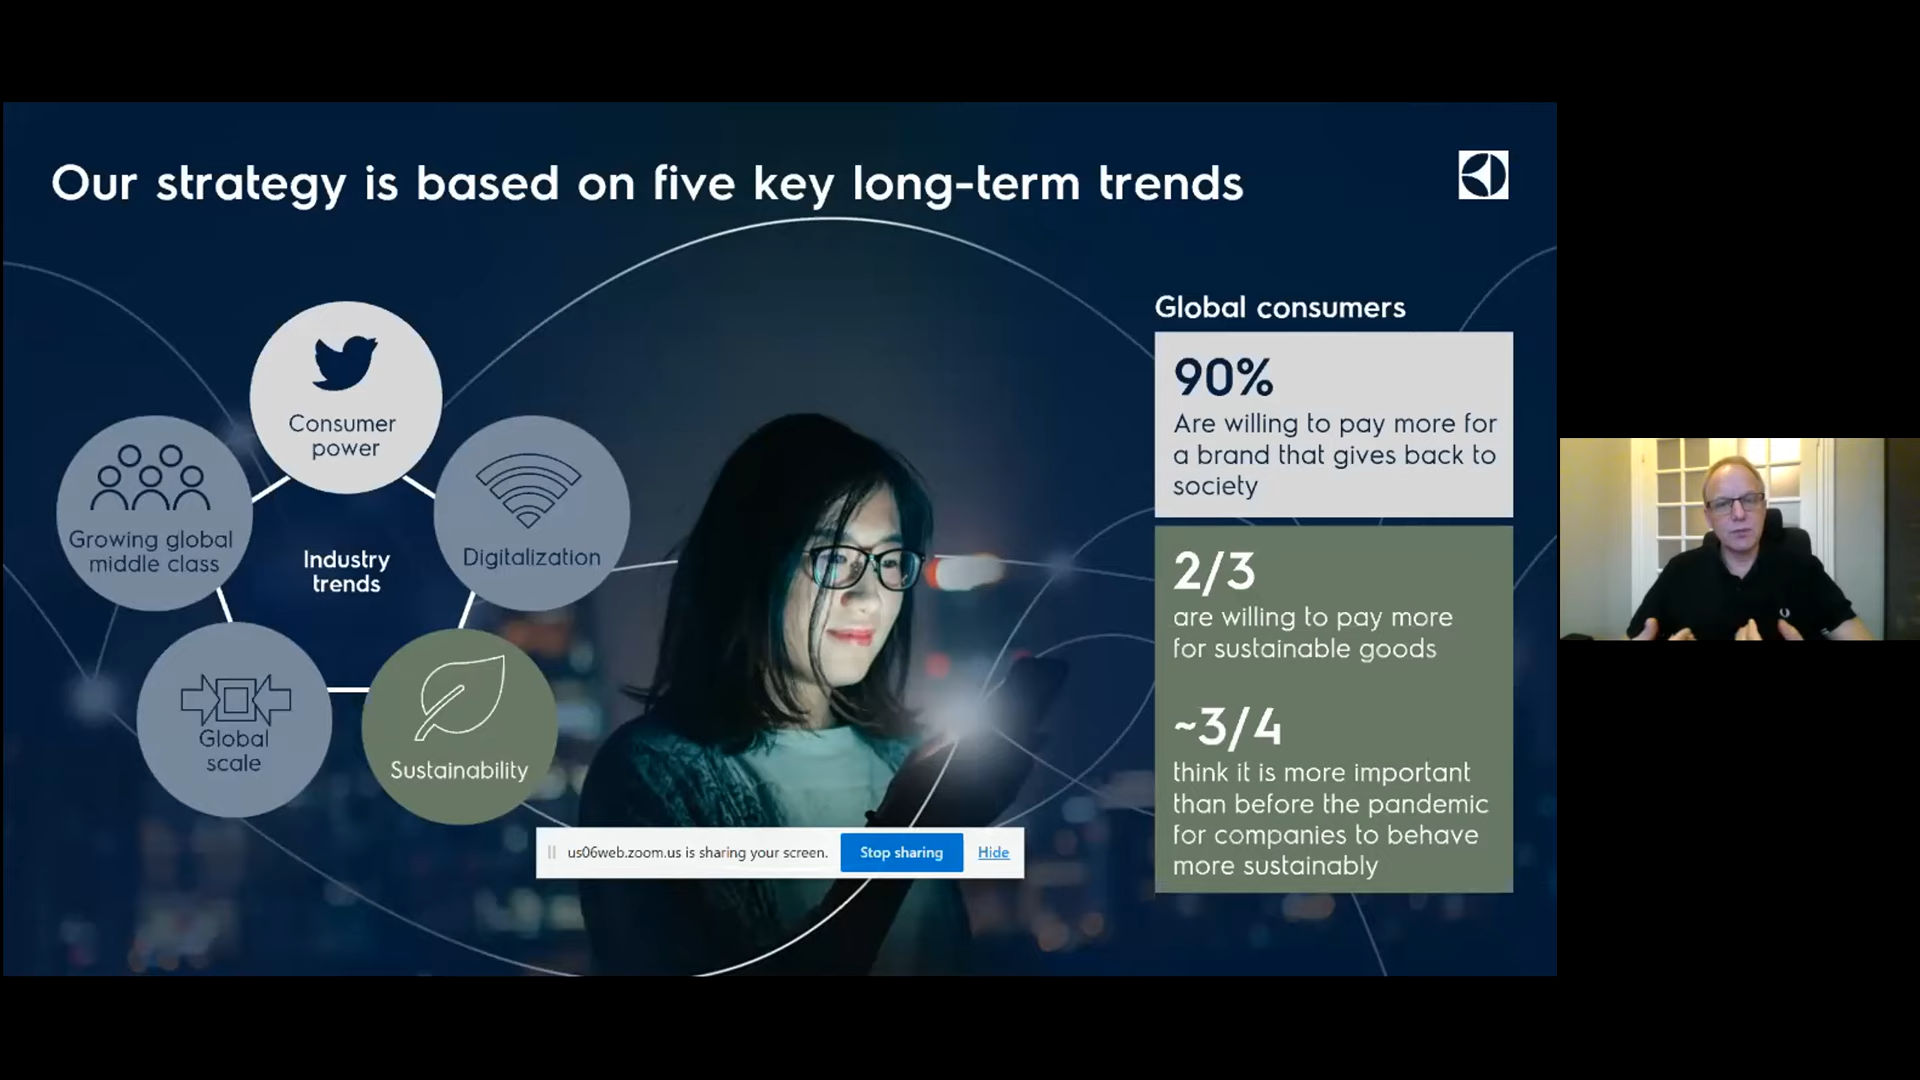 Our strategy is based on five key long-term trends
Consumer
power
Growing global
middle class
Digitalization
Industry
trends
Global
scale
Sustainability
Global consumers
90%
Are willing to pay more for
a brand that gives back to
society
2/3
are willing to pay more
for sustainable goods
~3/4
think it is more important
than before the pandemic
for companies to behave
more sustainably
us06web.zoom.us is sharing your screen. Stop sharing Hide